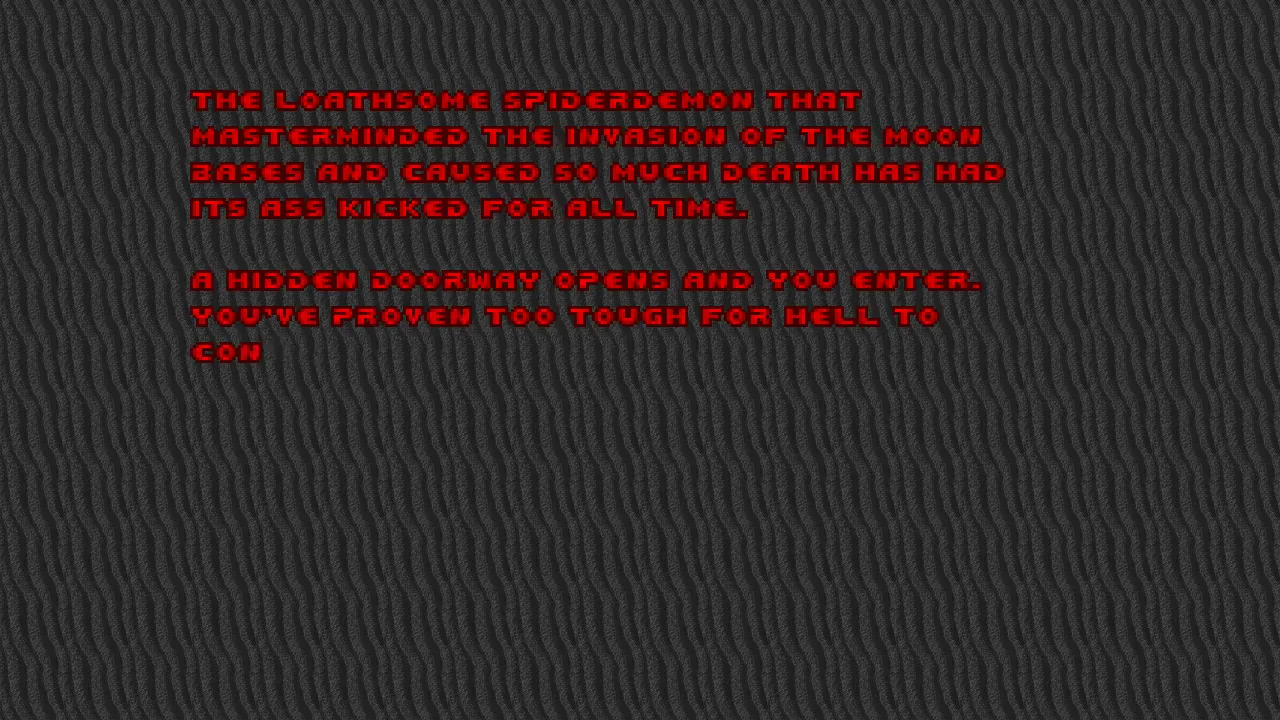 THE LOATHSOME SPIDERDEMON THAT
MASTERMINDED THE INVASION OF THE MOON
BASES AND CAUSED SO MUCH DEATH HAS HAD
ITS ASS KICKED FOR ALL TIME.
A HIDDEN DOORWAY OPENS AND YOU ENTER.
YOU'VE PROVEN TOO TOUGH FOR HELL TO
CON